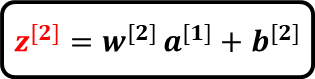 z^[2] = w^[2] a^[1] + b^[2]